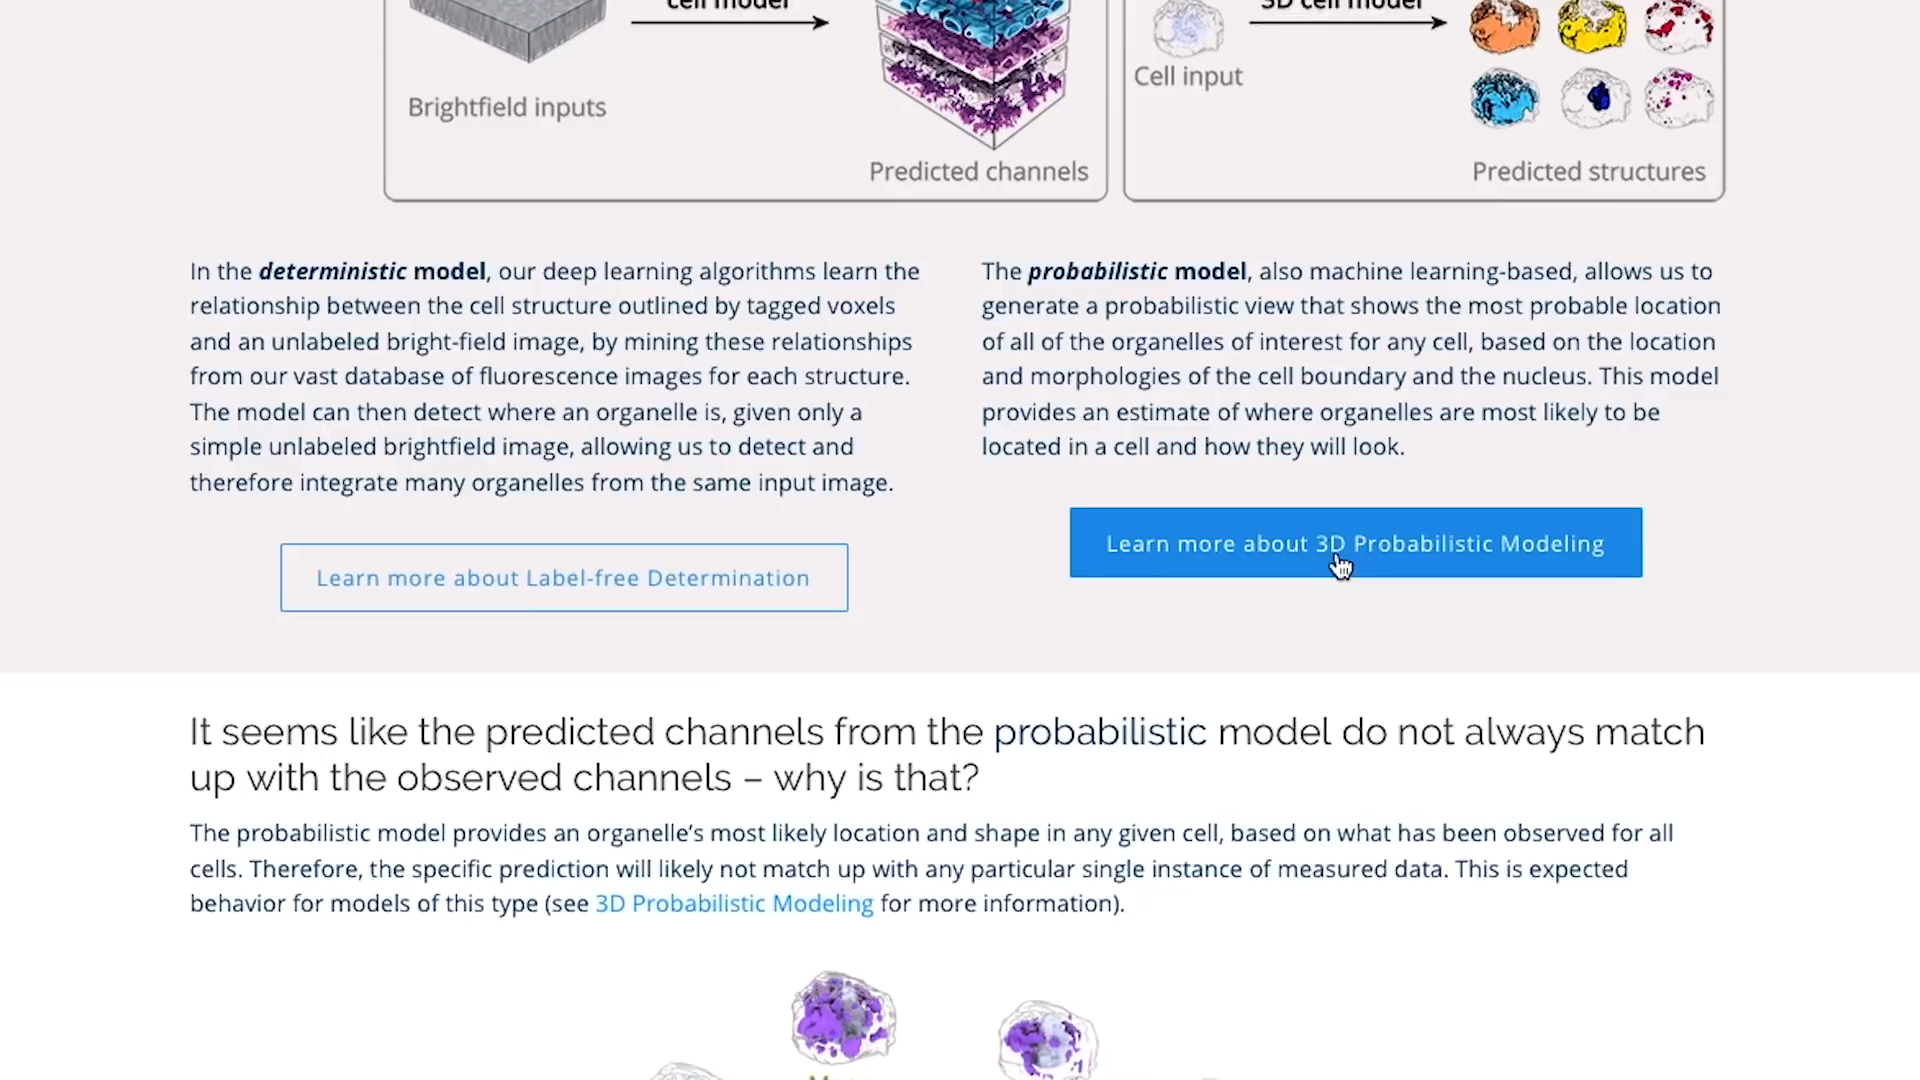 cell model
3D cell model
Cell input
Brightfield inputs
Predicted channels
Predicted structures
In the deterministic model, our deep learning algorithms learn the
relationship between the cell structure outlined by tagged voxels
and an unlabeled bright-field image, by mining these relationships
from our vast database of fluorescence images for each structure.
The model can then detect where an organelle is, given only a
simple unlabeled brightfield image, allowing us to detect and
therefore integrate many organelles from the same input image.
Learn more about Label-free Determination
The probabilistic model, also machine learning-based, allows us to
generate a probabilistic view that shows the most probable location
of all of the organelles of interest for any cell, based on the location
and morphologies of the cell boundary and the nucleus. This model
provides an estimate of where organelles are most likely to be
located in a cell and how they will look.
Learn more about 3D Probabilistic Modeling
It seems like the predicted channels from the probabilistic model do not always match
up with the observed channels – why is that?
The probabilistic model provides an organelle's most likely location and shape in any given cell, based on what has been observed for all
cells. Therefore, the specific prediction will likely not match up with any particular single instance of measured data. This is expected
behavior for models of this type (see 3D Probabilistic Modeling for more information).